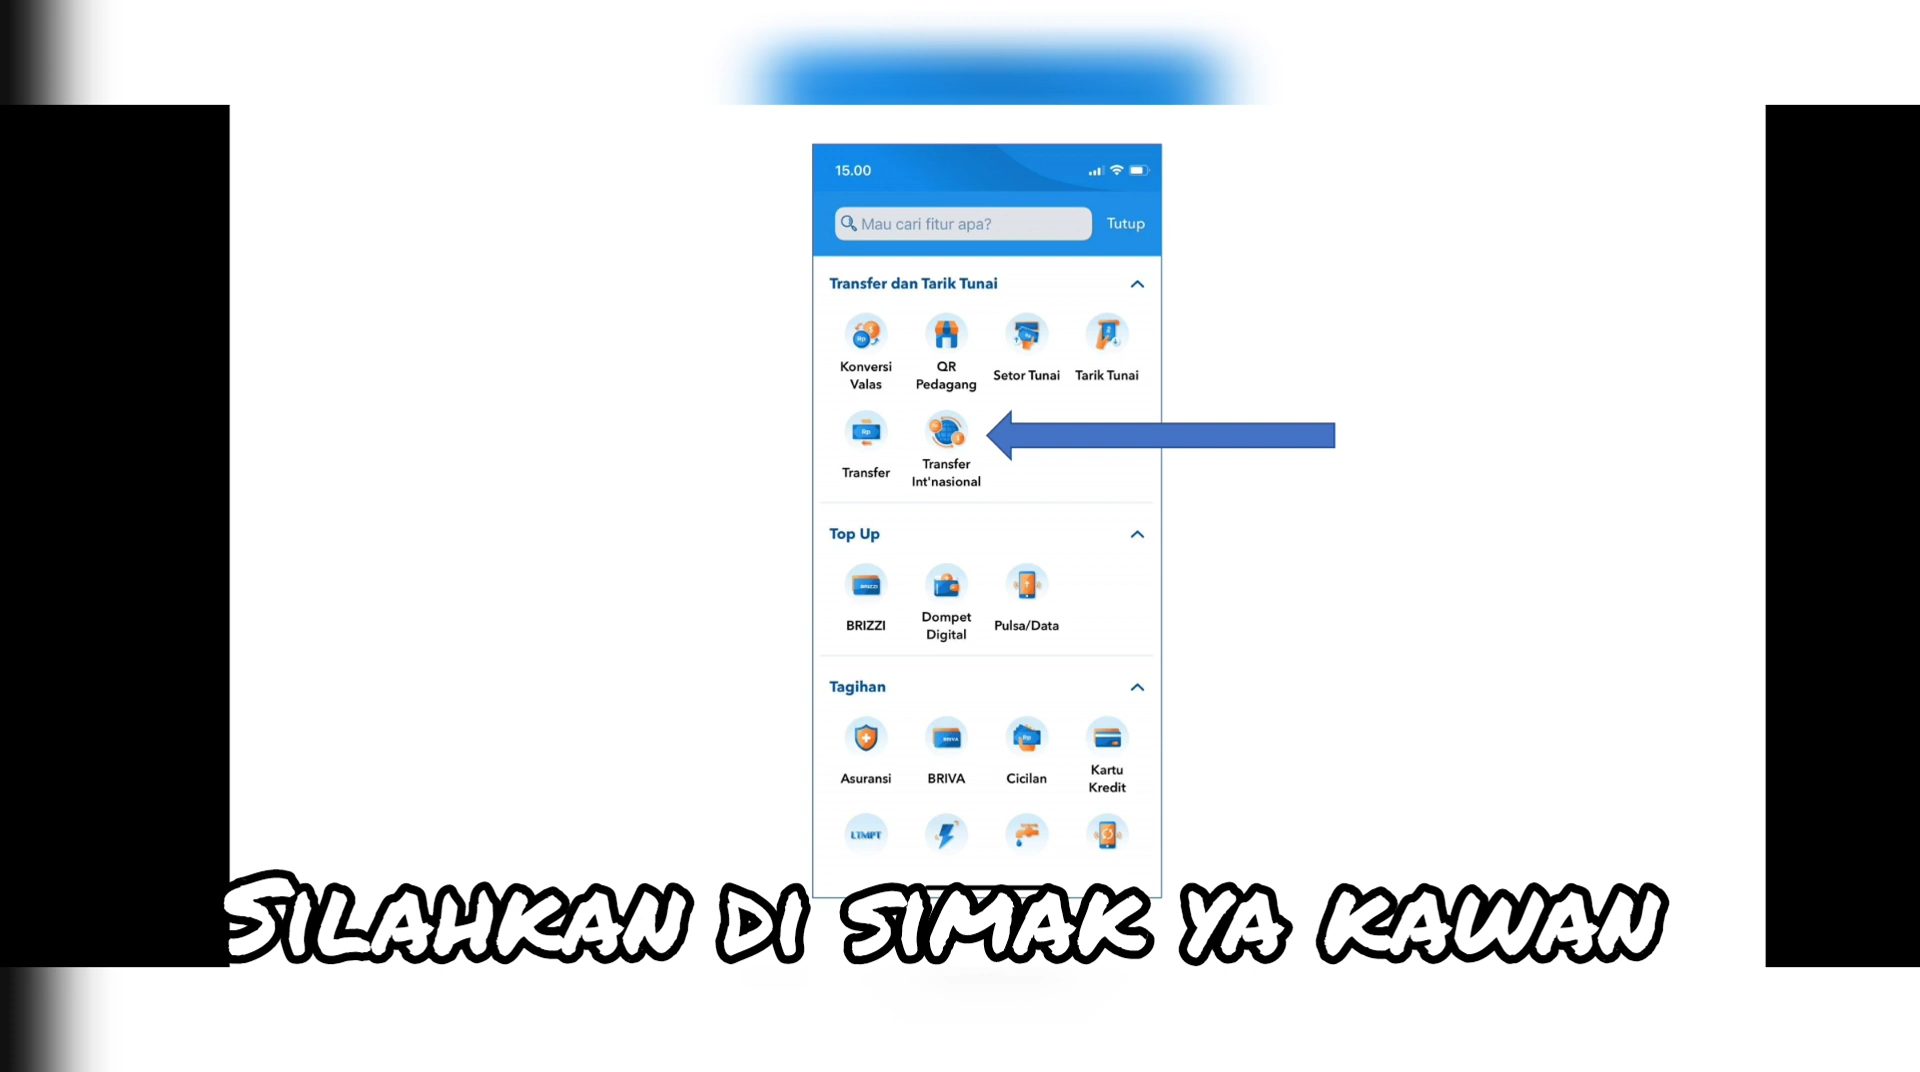 15.00
Mau cari fitur apa?
Tutup
Transfer dan Tarik Tunai
Konversi
Valas
QR
Pedagang
Setor Tunai
Tarik Tunai
Transfer
Transfer
Int'nasional
Top Up
BRIZZI
Dompet
Digital
Pulsa/Data
Tagihan
Asuransi
BRIVA
Cicilan
Kartu
Kredit
LTMPT
SILAHKAN DI SIMAK YA KAWAN